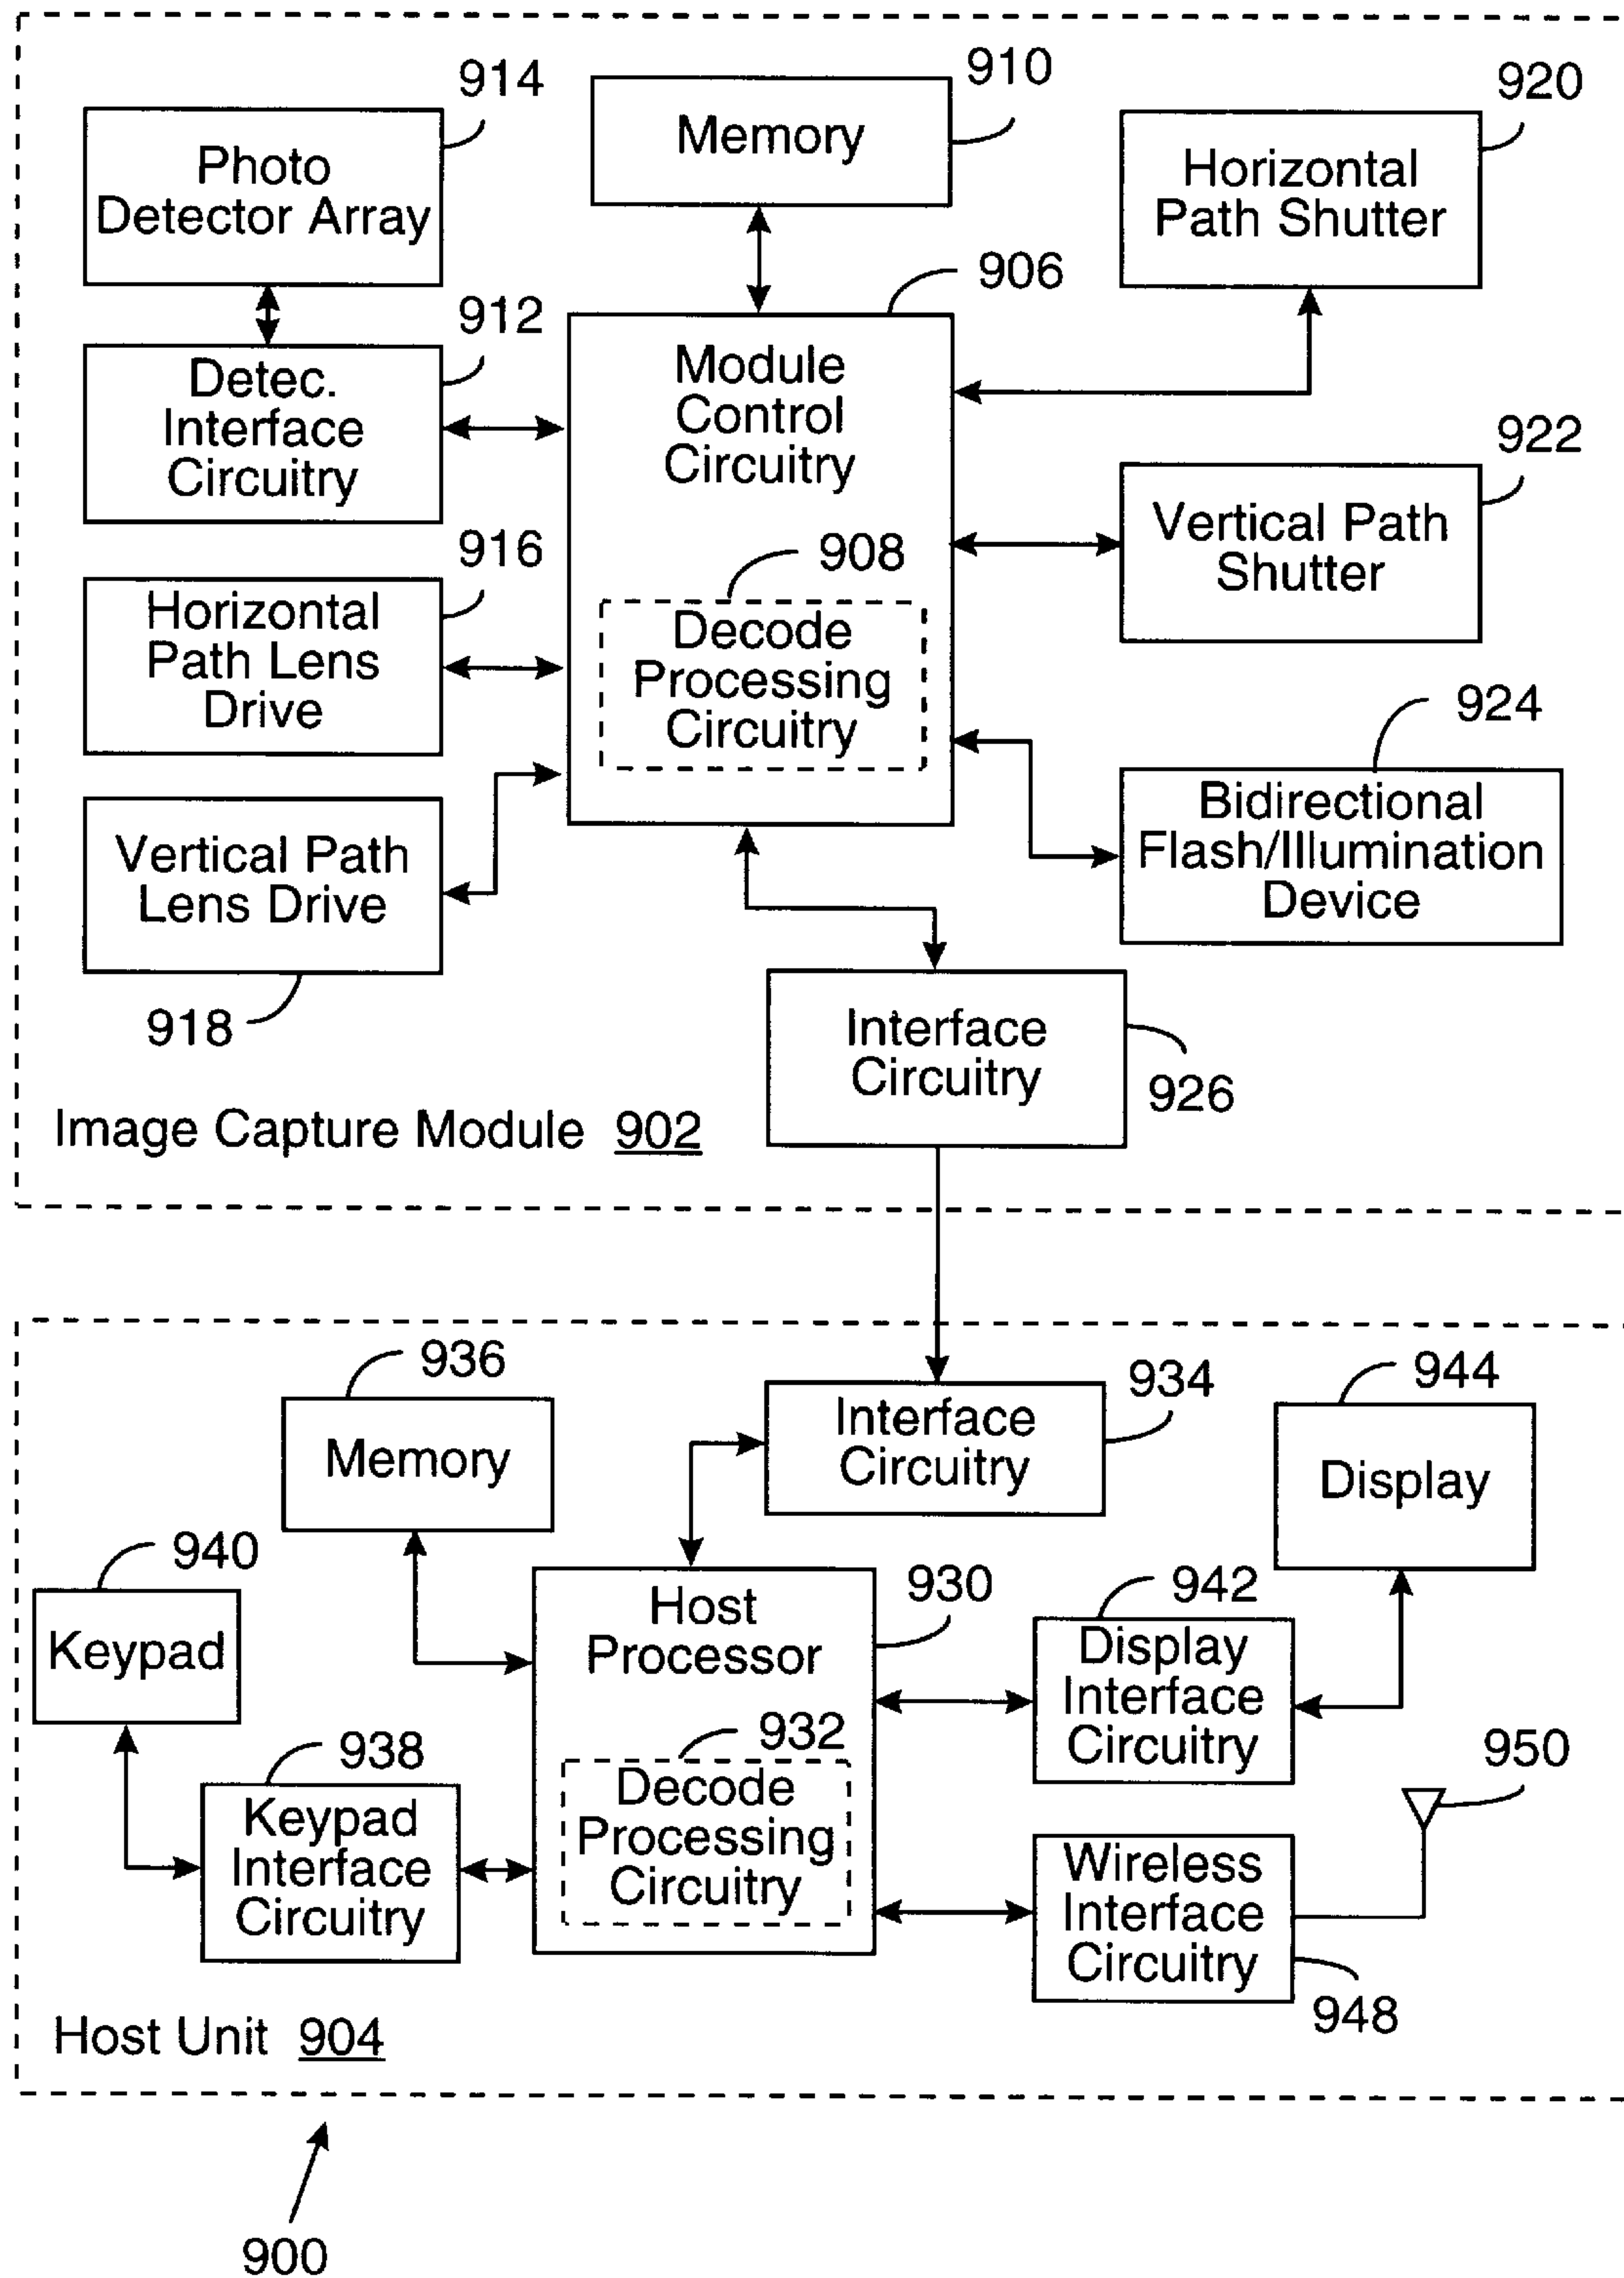 914
Photo
Detector Array
910
Memory
920
Horizontal
Path Shutter
912
Detec.
Interface
Circuitry
906
Module
Control
Circuitry
922
Vertical Path
Shutter
916
Horizontal
Path Lens
Drive
908
Decode
Processing
Circuitry
924
Bidirectional
Flash/Illumination
Device
Vertical Path
Lens Drive
918
Interface
Circuitry
926
Image Capture Module 902
936
Memory
934
Interface
Circuitry
944
Display
940
Keypad
930
Host
Processor
942
Display
Interface
Circuitry
938
Keypad
Interface
Circuitry
932
Decode
Processing
Circuitry
950
Wireless
Interface
Circuitry
948
Host Unit 904
900